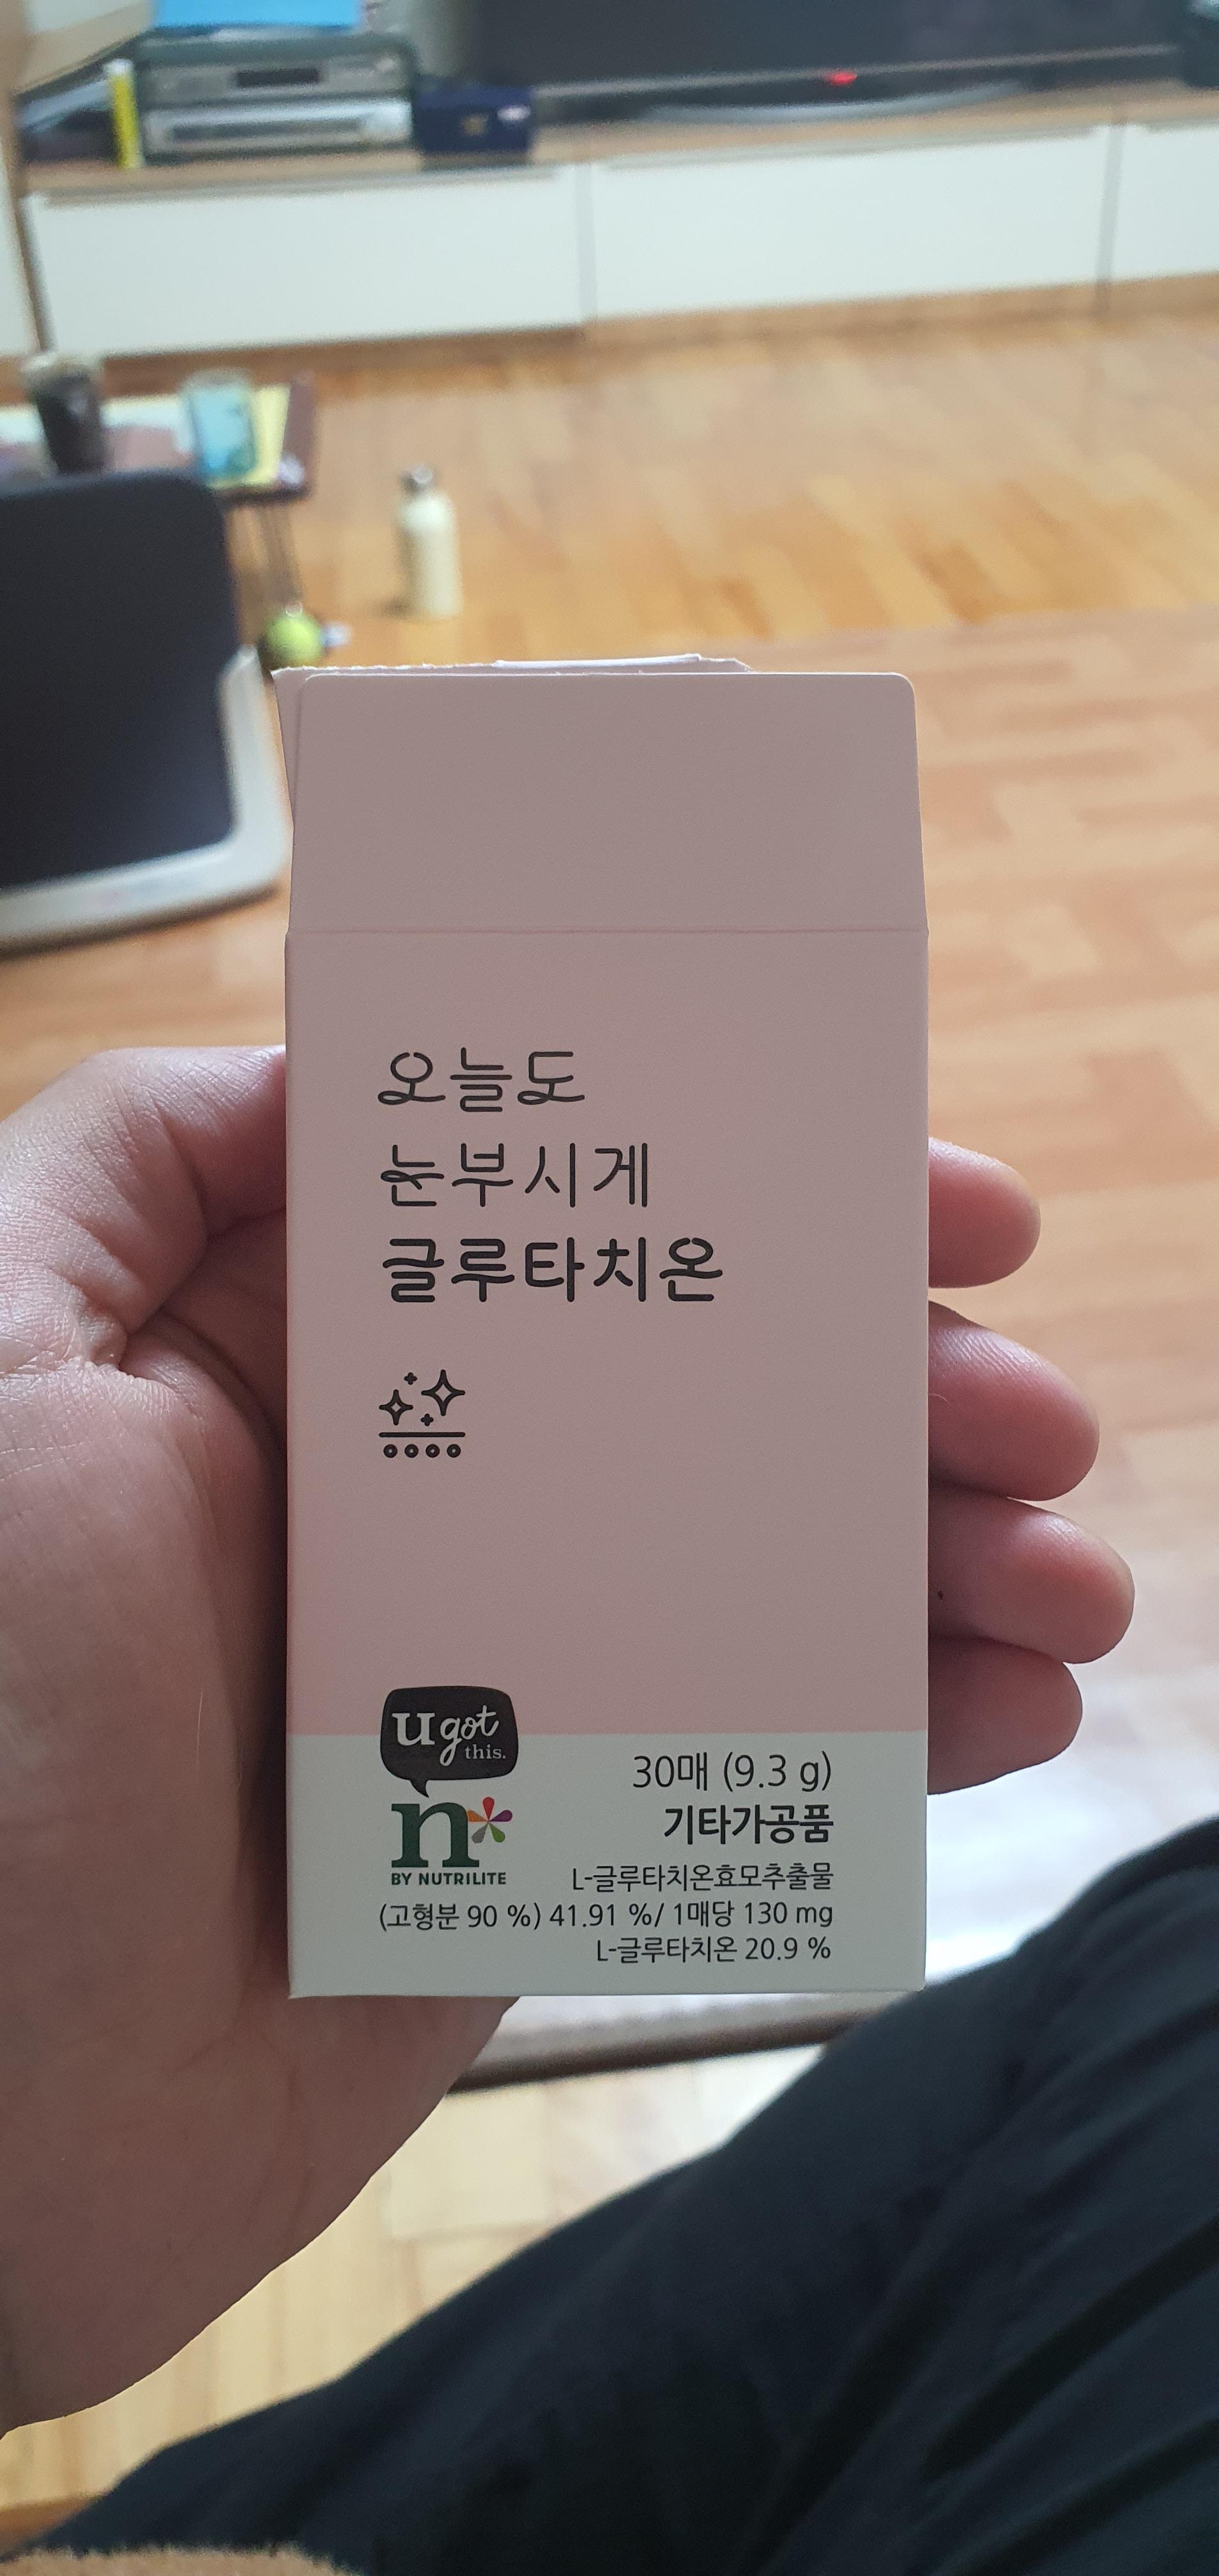 오늘도
눈부시게
글루타치온
u got
this.
n*
BY NUTRILITE
30매 (9.3 g)
기타가공품
L-글루타치온효모추출물
(고형분 90 %) 41.91 %/ 1매당 130 mg
L-글루타치온 20.9 %